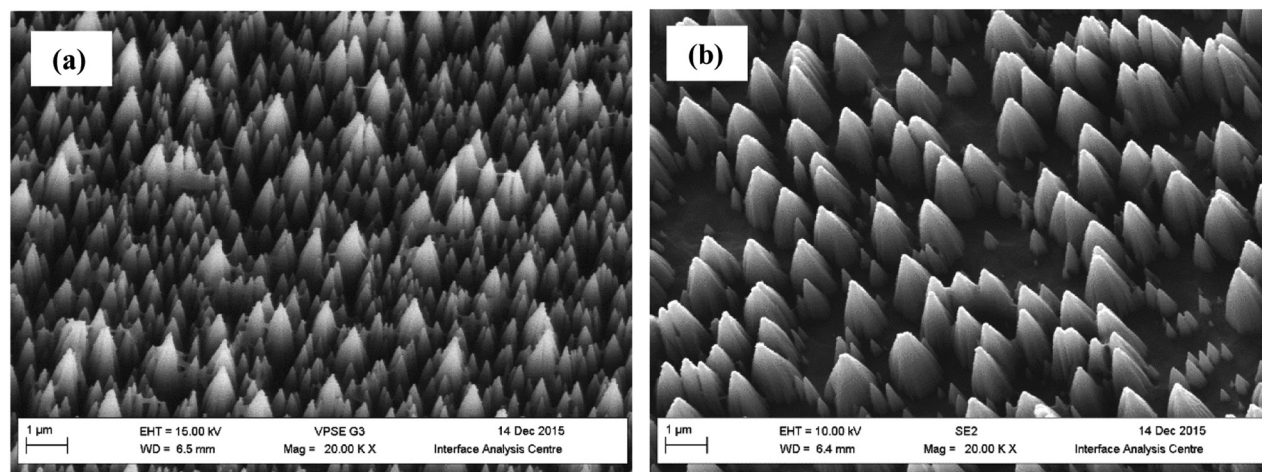 (a)
1 µm
EHT = 15.00 kV
VPSE G3
14 Dec 2015
WD = 6.5 mm
Mag = 20.00 K X
Interface Analysis Centre
(b)
1 µm
EHT = 10.00 kV
SE2
14 Dec 2015
WD = 6.4 mm
Mag = 20.00 K X
Interface Analysis Centre